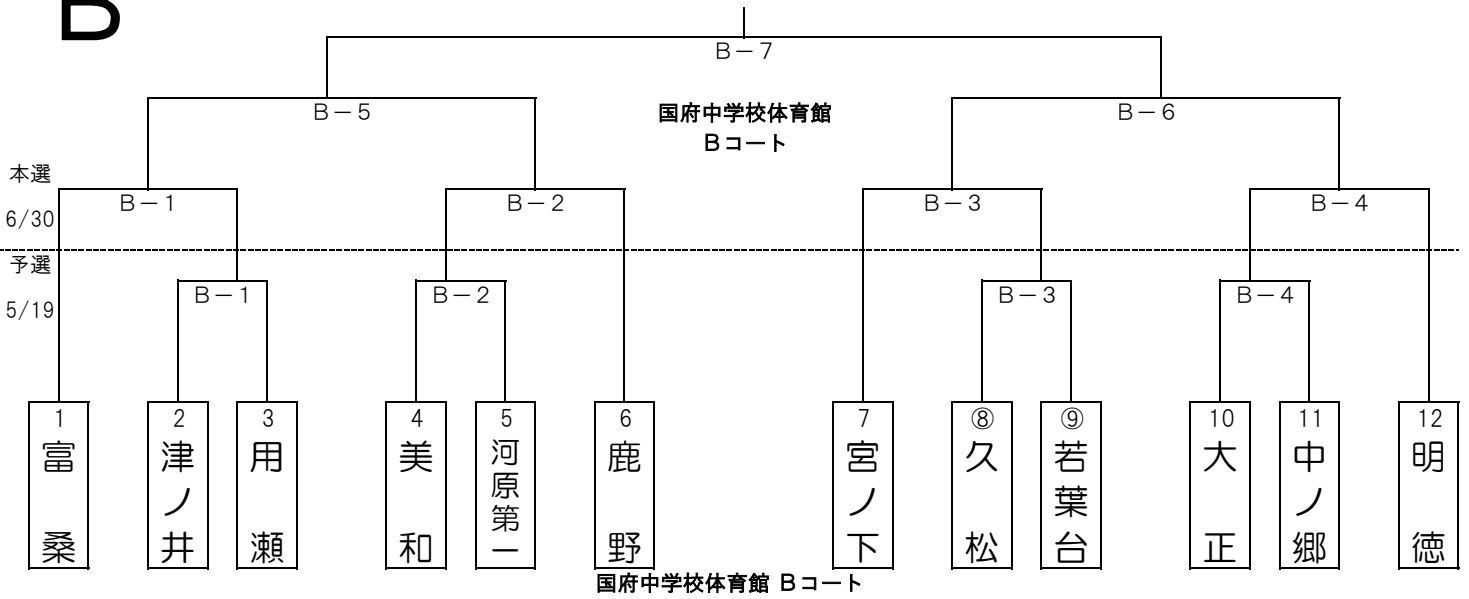 B
B－7
B－5
国府中学校体育館
Bコート
B－6
本選
6/30
B－1
B－2
B－3
B－4
予選
5/19
B－1
B－2
B－3
B－4
1
富桑
2
津ノ井
3
用瀬
4
美和
5
河原第一
6
鹿野
7
宮ノ下
⑧
久松
⑨
若葉台
10
大正
11
中ノ郷
12
明徳
国府中学校体育館 Bコート